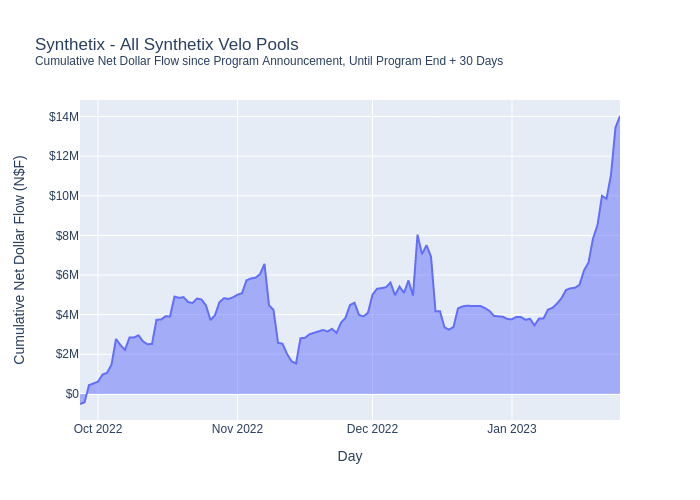 Synthetix - All Synthetix Velo Pools
Cumulative Net Dollar Flow since Program Announcement, Until Program End + 30 Days
Cumulative Net Dollar Flow (N$F)
$14M
$12M
$10M
$8M
$6M
$4M
$2M
$0
Oct 2022
Nov 2022
Dec 2022
Jan 2023
Day